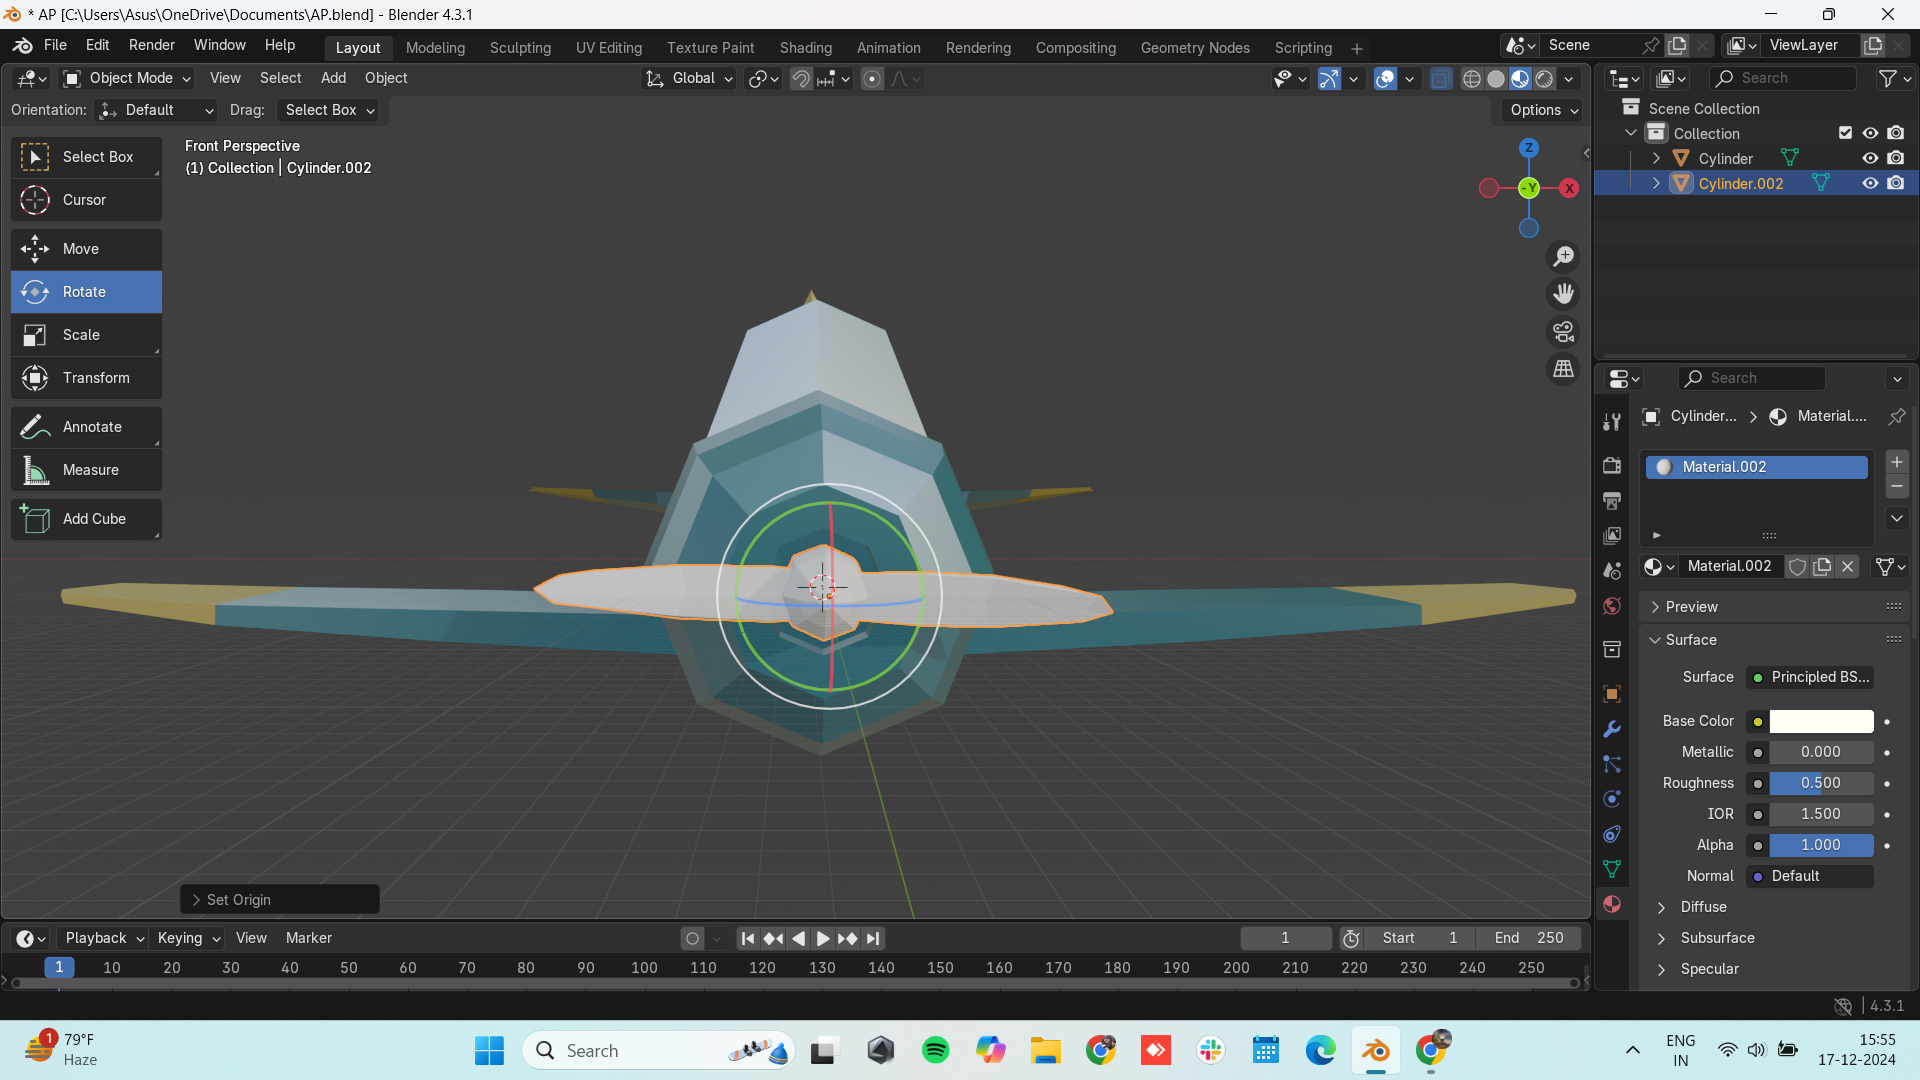 * AP [C:\Users\Asus\OneDrive\Documents\AP.blend] - Blender 4.3.1
File Edit Render Window Help Layout Modeling Sculpting UV Editing Texture Paint Shading Animation Rendering Compositing Geometry Nodes Scripting + Scene ViewLayer
Object Mode View Select Add Object Global Search
Orientation: Default Drag: Select Box Options
Scene Collection
Collection
Cylinder
Cylinder.002
Front Perspective
(1) Collection | Cylinder.002
Z
-Y
X
Select Box
Cursor
Move
Rotate
Scale
Transform
Annotate
Measure
Add Cube
Set Origin
Search
Cylinder... > Material....
Material.002
Material.002
Preview
Surface
Surface Principled BS...
Base Color
Metallic 0.000
Roughness 0.500
IOR 1.500
Alpha 1.000
Normal Default
Diffuse
Subsurface
Specular
Playback Keying View Marker 1 Start 1 End 250
1 10 20 30 40 50 60 70 80 90 100 110 120 130 140 150 160 170 180 190 200 210 220 230 240 250
4.3.1
1
79°F
Haze
Search
ENG
IN
15:55
17-12-2024